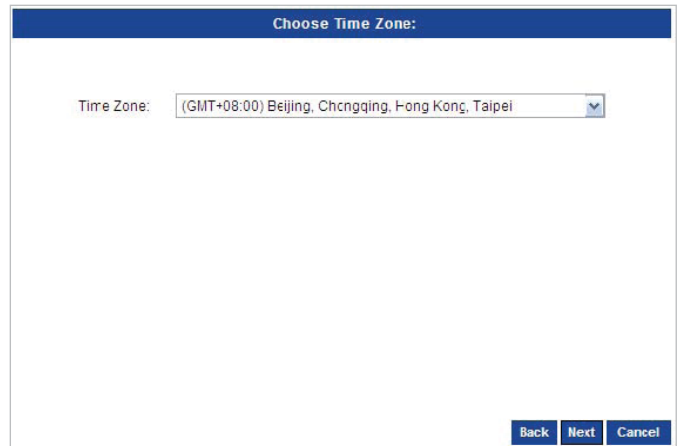 Choose Time Zone:
Time Zone: (GMT+08:00) Beijing, Chongqing, Hong Kong, Taipei
Back Next Cancel